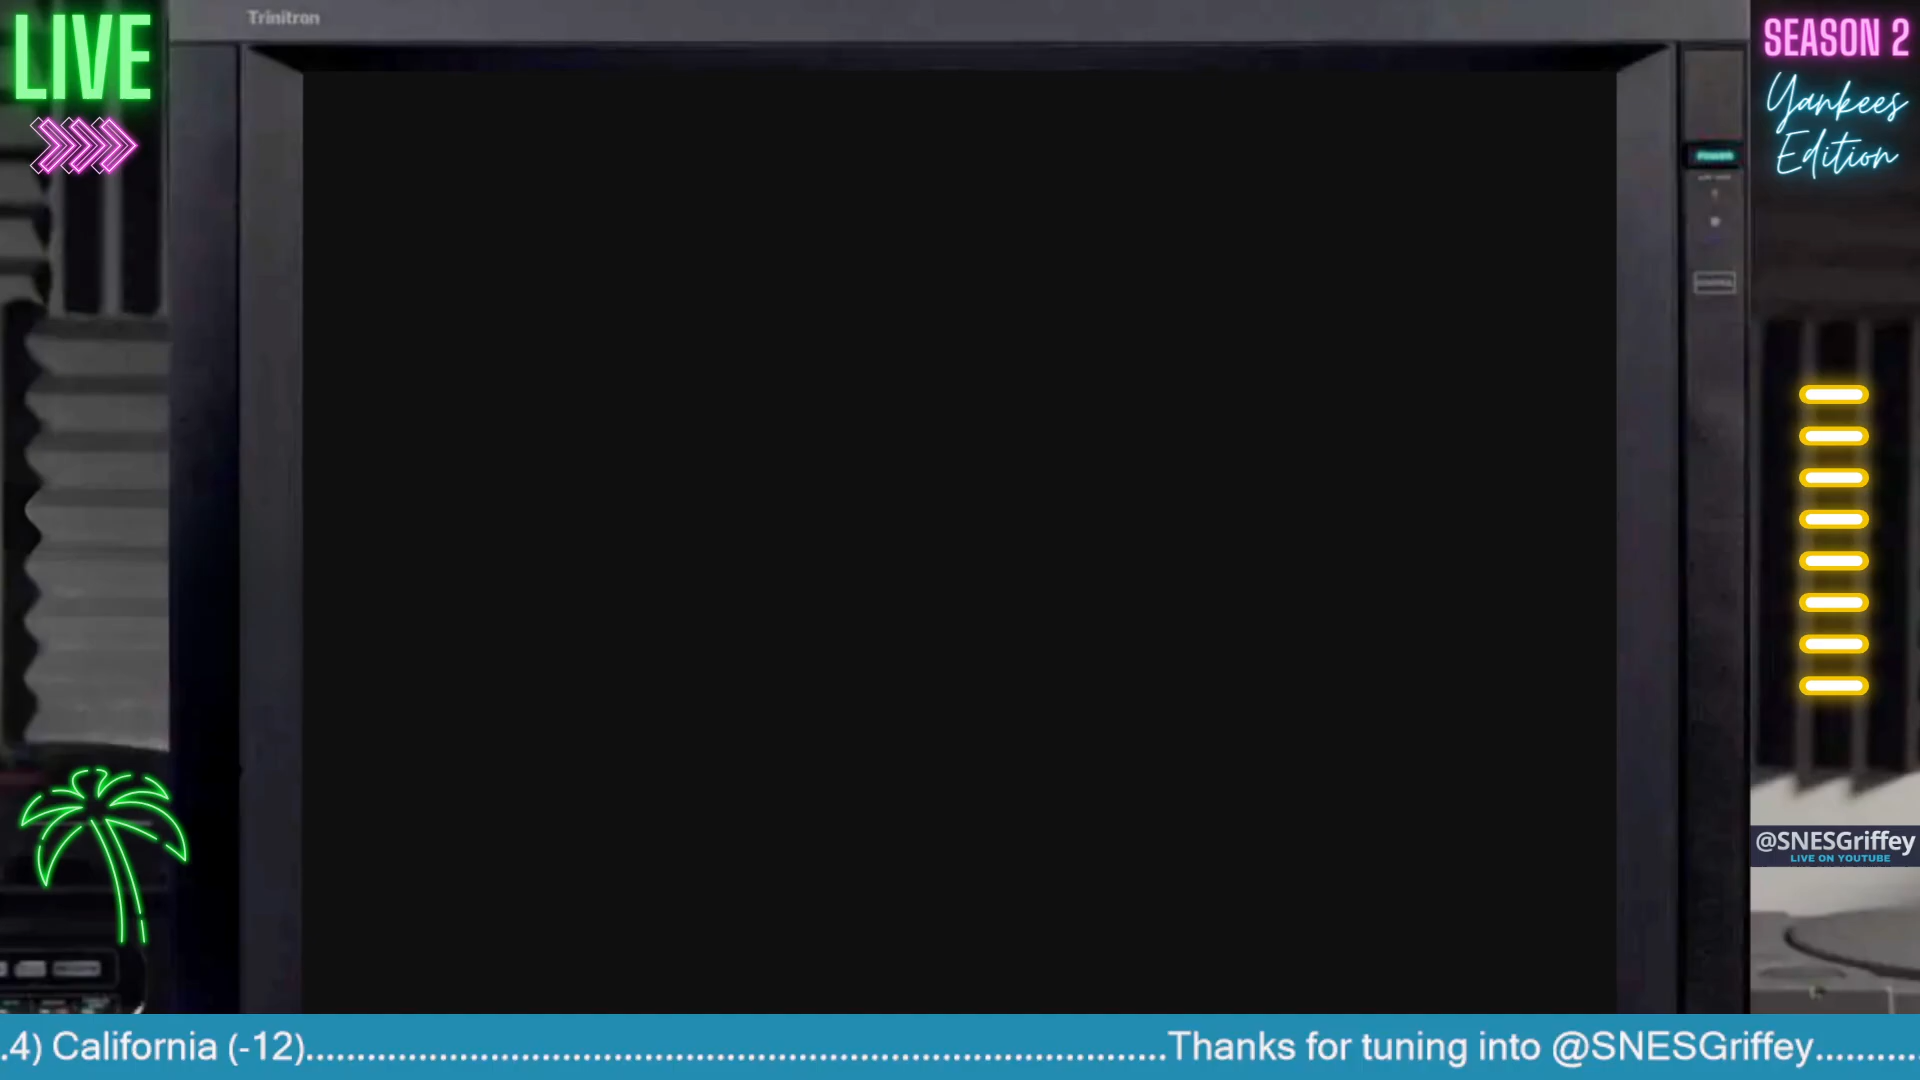 Trinitron
LIVE
SEASON 2
Yankees
Edition
@SNESGriffey
LIVE ON YOUTUBE
.4) California (-12)......................................................................................Thanks for tuning into @SNESGriffey...........